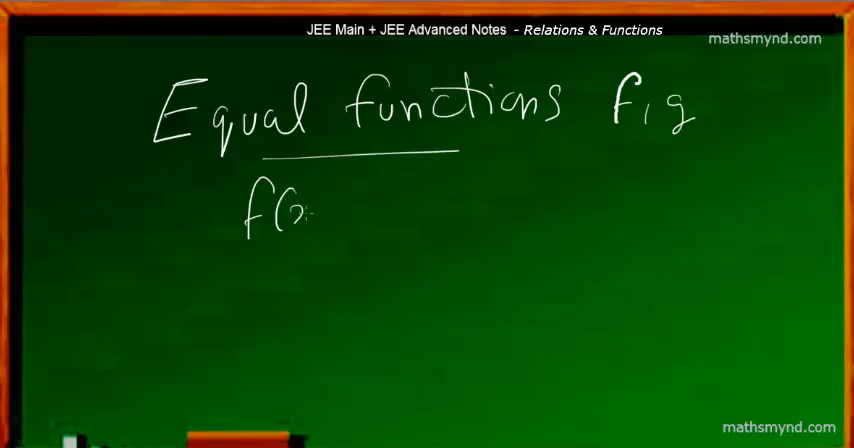 JEE Main + JEE Advanced Notes - Relations & Functions
mathsmynd.com
Equal functions f, g
f(x
mathsmynd.com